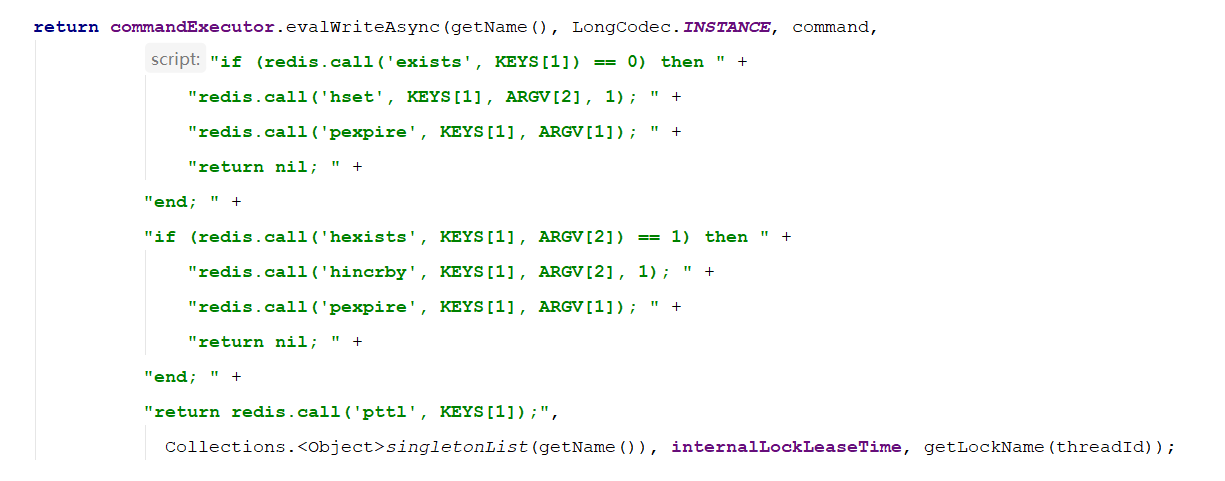 return commandExecutor.evalWriteAsync(getName(), LongCodec.INSTANCE, command,
script: "if (redis.call('exists', KEYS[1]) == 0) then " +
"redis.call('hset', KEYS[1], ARGV[2], 1); " +
"redis.call('pexpire', KEYS[1], ARGV[1]); " +
"return nil; " +
"end; " +
"if (redis.call('hexists', KEYS[1], ARGV[2]) == 1) then " +
"redis.call('hincrby', KEYS[1], ARGV[2], 1); " +
"redis.call('pexpire', KEYS[1], ARGV[1]); " +
"return nil; " +
"end; " +
"return redis.call('pttl', KEYS[1]);",
Collections.<Object>singletonList(getName()), internalLockLeaseTime, getLockName(threadId));